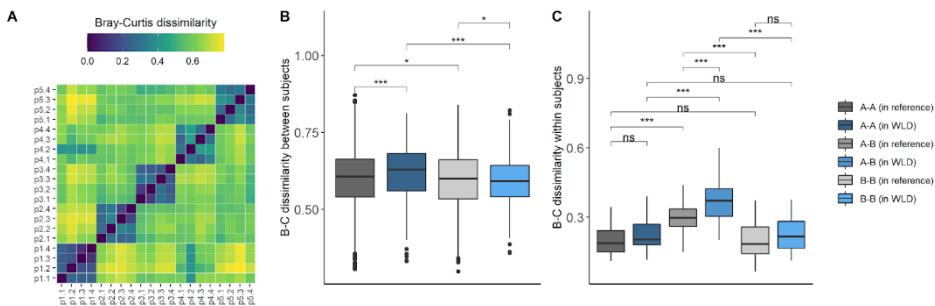 A
Bray-Curtis dissimilarity
0.0 0.2 0.4 0.6
p5.4
p5.3
p5.2
p5.1
p4.4
p4.3
p4.2
p4.1
p3.4
p3.3
p3.2
p3.1
p2.4
p2.3
p2.2
p2.1
p1.4
p1.3
p1.2
p1.1
p1.1 p1.2 p1.3 p1.4 p2.1 p2.2 p2.3 p2.4 p3.1 p3.2 p3.3 p3.4 p4.1 p4.2 p4.3 p4.4 p5.1 p5.2 p5.3 p5.4
B
B-C dissimilarity between subjects
1.00
0.75
0.50
*
***
*
***
C
B-C dissimilarity within subjects
0.9
0.6
0.3
ns
***
***
***
ns
***
ns
***
ns
A-A (in reference)
A-A (in WLD)
A-B (in reference)
A-B (in WLD)
B-B (in reference)
B-B (in WLD)